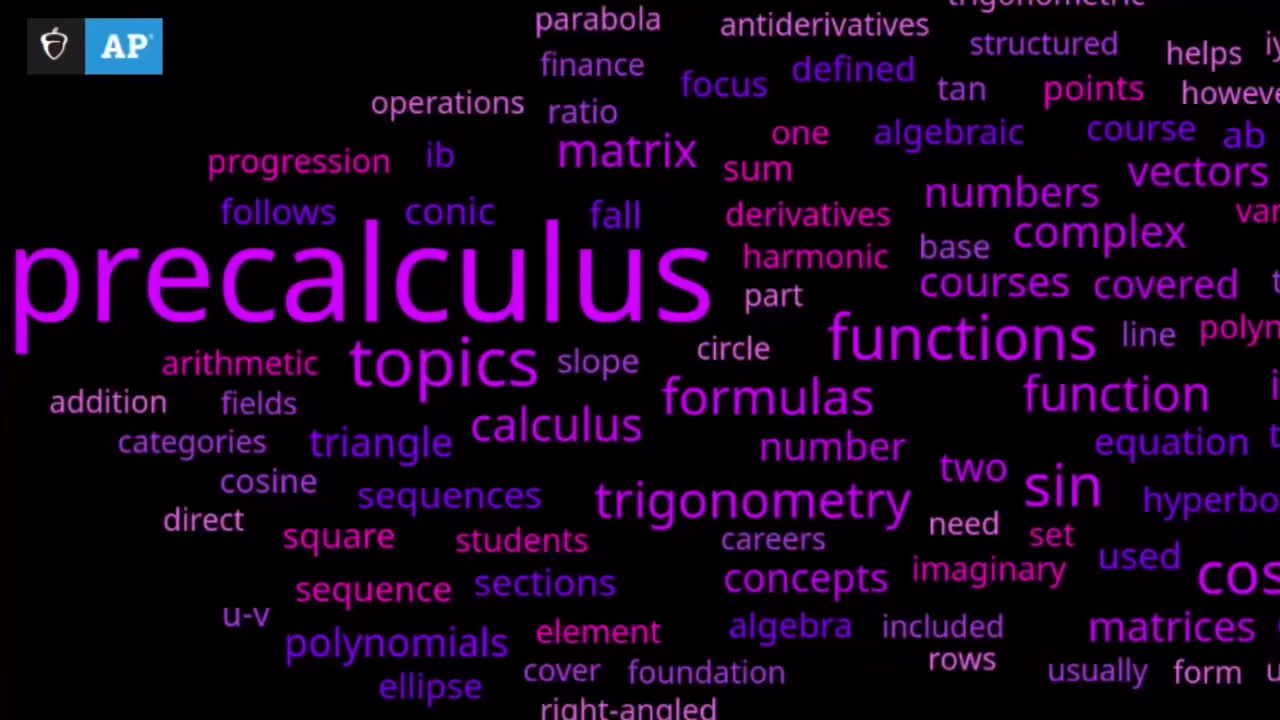 AP
parabola antiderivatives
finance focus defined structured helps
operations ratio tan points
progression ib matrix one algebraic course ab
sum vectors
follows conic fall derivatives numbers
precalculus harmonic base complex
part courses covered
arithmetic topics slope circle functions line
addition fields formulas function
categories triangle calculus number equation
cosine sequences trigonometry two sin
direct square students careers need set
sequence sections concepts imaginary used
u-v polynomials element algebra included matrices
ellipse cover foundation rows usually form
right-angled